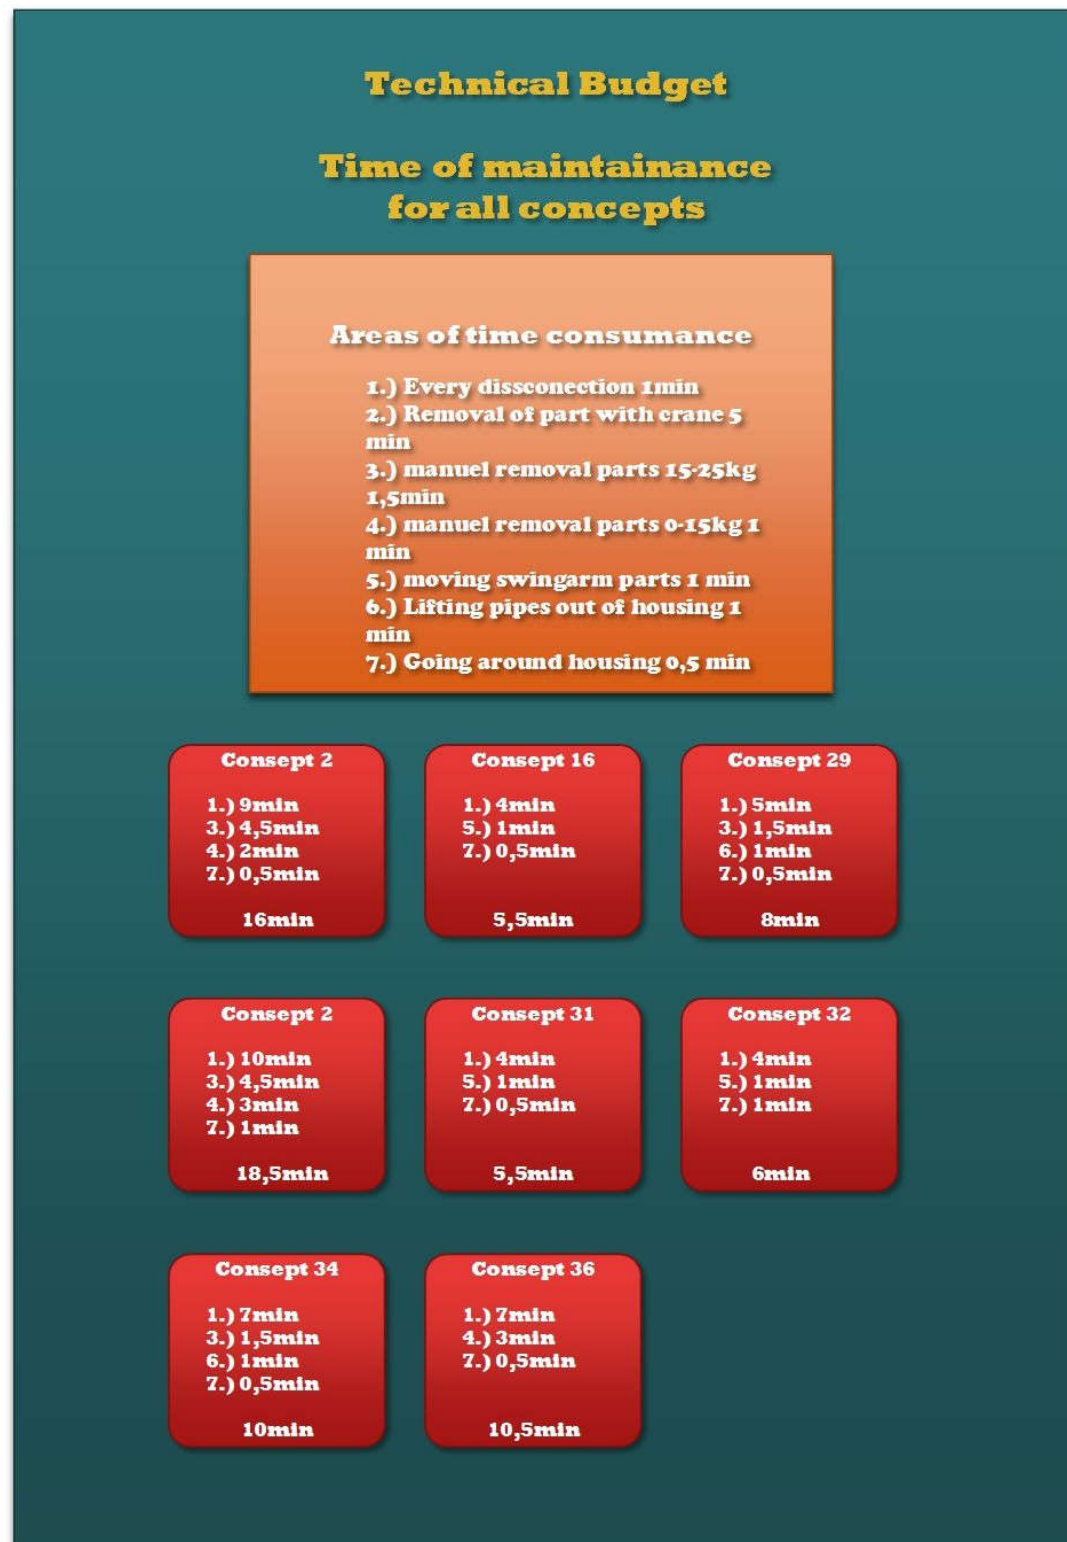 Technical Budget
Time of maintainance
for all concepts
Areas of time consumance
1.) Every dissconection 1min
2.) Removal of part with crane 5
min
3.) manuel removal parts 15-25kg
1,5min
4.) manuel removal parts 0-15kg 1
min
5.) moving swingarm parts 1 min
6.) Lifting pipes out of housing 1
min
7.) Going around housing 0,5 min
Consept 2
1.) 9min
3.) 4,5min
4.) 2min
7.) 0,5min
16min
Consept 16
1.) 4min
5.) 1min
7.) 0,5min
5,5min
Consept 29
1.) 5min
3.) 1,5min
6.) 1min
7.) 0,5min
8min
Consept 2
1.) 10min
3.) 4,5min
4.) 3min
7.) 1min
18,5min
Consept 31
1.) 4min
5.) 1min
7.) 0,5min
5,5min
Consept 32
1.) 4min
5.) 1min
7.) 1min
6min
Consept 34
1.) 7min
3.) 1,5min
6.) 1min
7.) 0,5min
10min
Consept 36
1.) 7min
4.) 3min
7.) 0,5min
10,5min